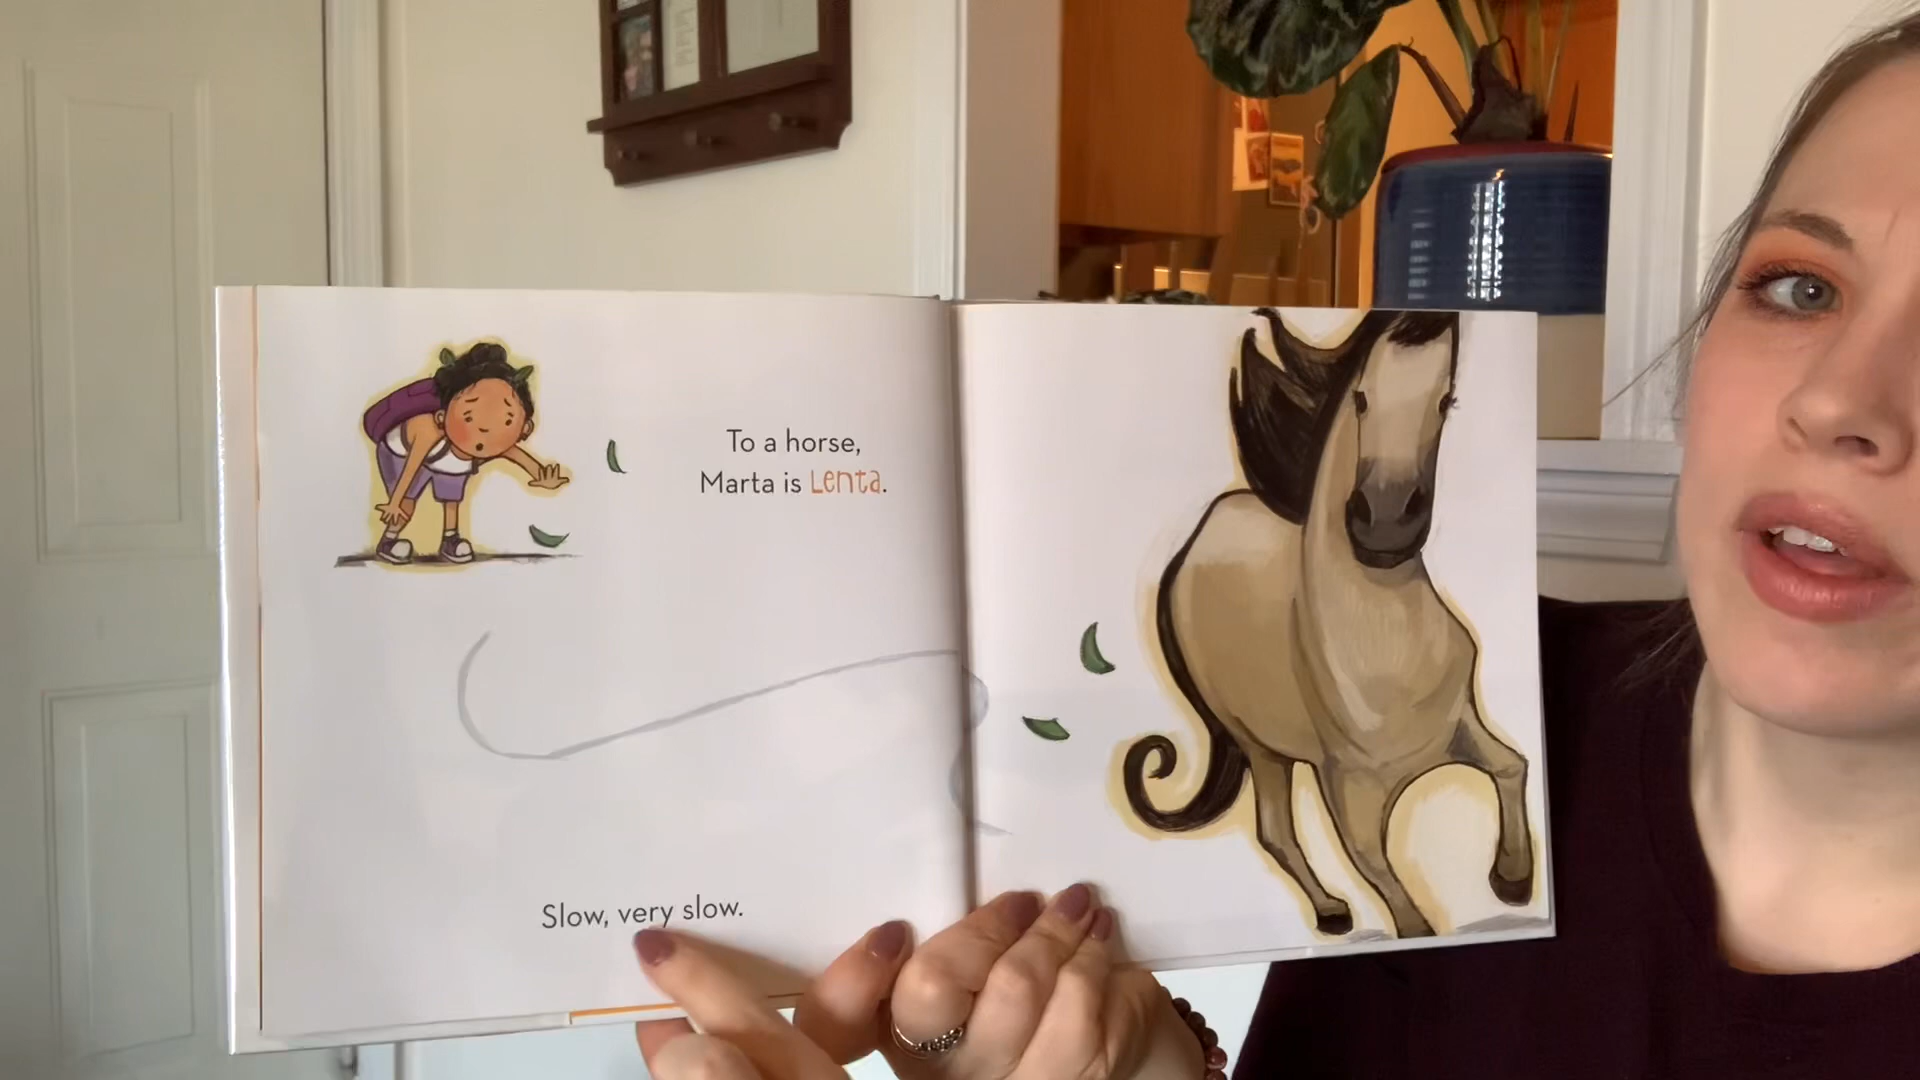 To a horse,
Marta is Lenta.
Slow, very slow.